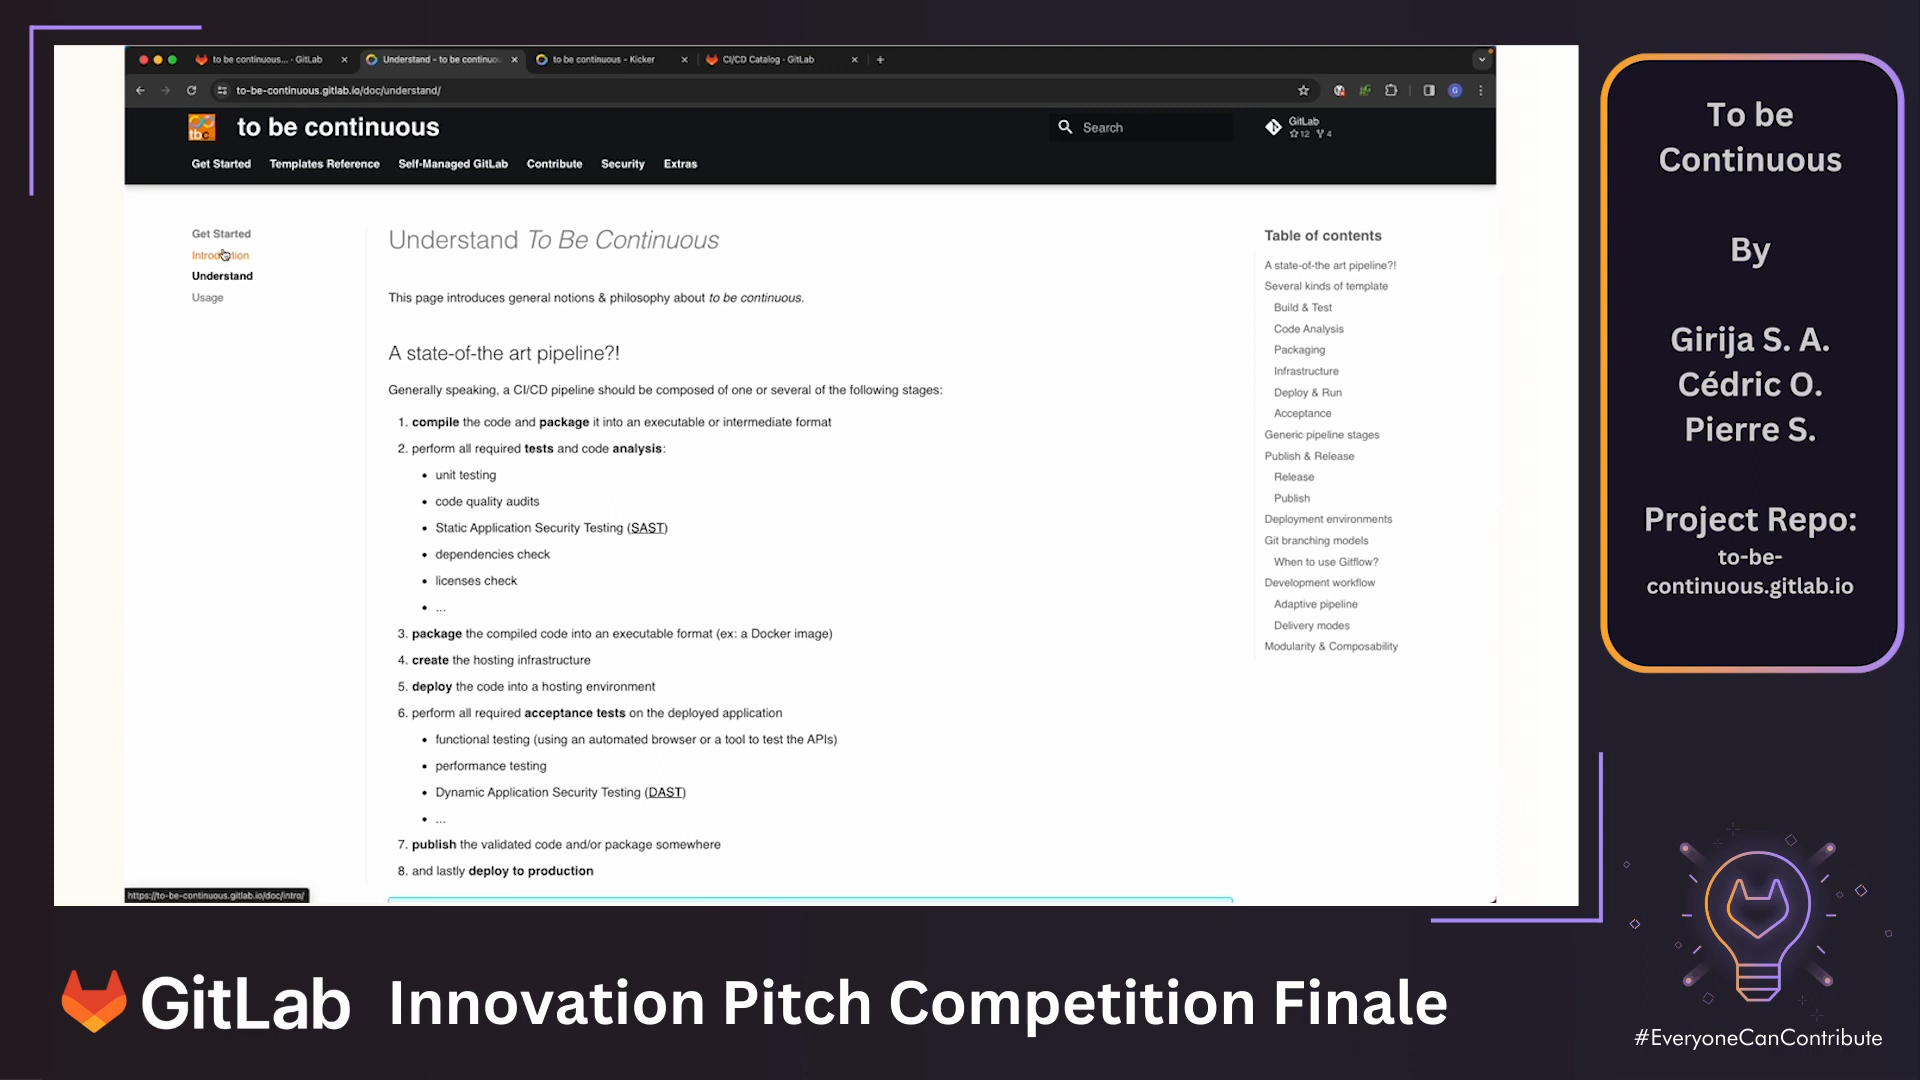 to be continuous... · GitLab
Understand - to be continuou
to be continuous - Kicker
CI/CD Catalog · GitLab
to-be-continuous.gitlab.io/doc/understand/
tbc
to be continuous
Search
GitLab
12 4
Get Started
Templates Reference
Self-Managed GitLab
Contribute
Security
Extras
Get Started
Introduction
Understand
Usage
Understand To Be Continuous
This page introduces general notions & philosophy about to be continuous.
A state-of-the art pipeline?!
Generally speaking, a CI/CD pipeline should be composed of one or several of the following stages:
1. compile the code and package it into an executable or intermediate format
2. perform all required tests and code analysis:
• unit testing
• code quality audits
• Static Application Security Testing (SAST)
• dependencies check
• licenses check
• ...
3. package the compiled code into an executable format (ex: a Docker image)
4. create the hosting infrastructure
5. deploy the code into a hosting environment
6. perform all required acceptance tests on the deployed application
• functional testing (using an automated browser or a tool to test the APIs)
• performance testing
• Dynamic Application Security Testing (DAST)
• ...
7. publish the validated code and/or package somewhere
8. and lastly deploy to production
Table of contents
A state-of-the art pipeline?!
Several kinds of template
Build & Test
Code Analysis
Packaging
Infrastructure
Deploy & Run
Acceptance
Generic pipeline stages
Publish & Release
Release
Publish
Deployment environments
Git branching models
When to use Gitflow?
Development workflow
Adaptive pipeline
Delivery modes
Modularity & Composability
https://to-be-continuous.gitlab.io/doc/intro/
To be
Continuous
By
Girija S. A.
Cédric O.
Pierre S.
Project Repo:
to-be-
continuous.gitlab.io
GitLab Innovation Pitch Competition Finale
#EveryoneCanContribute